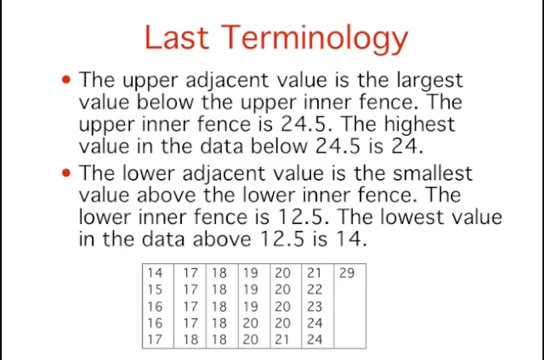 Last Terminology
• The upper adjacent value is the largest
value below the upper inner fence. The
upper inner fence is 24.5. The highest
value in the data below 24.5 is 24.
• The lower adjacent value is the smallest
value above the lower inner fence. The
lower inner fence is 12.5. The lowest value
in the data above 12.5 is 14.
14 17 18 19 20 21 29
15 17 18 19 20 22
16 17 18 19 20 23
16 17 18 20 20 24
17 18 18 20 21 24